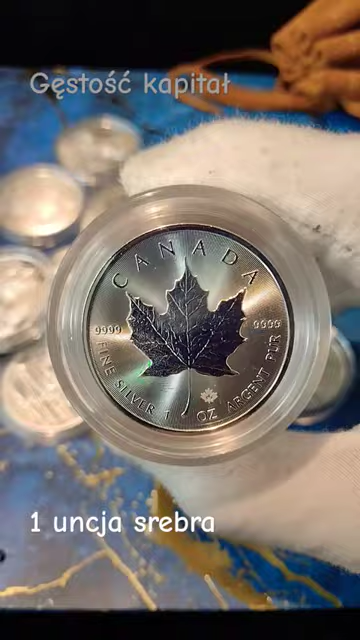 Gęstość kapitał
CANADA
9999 9999
FINE SILVER 1 OZ ARGENT PUR
1 uncja srebra